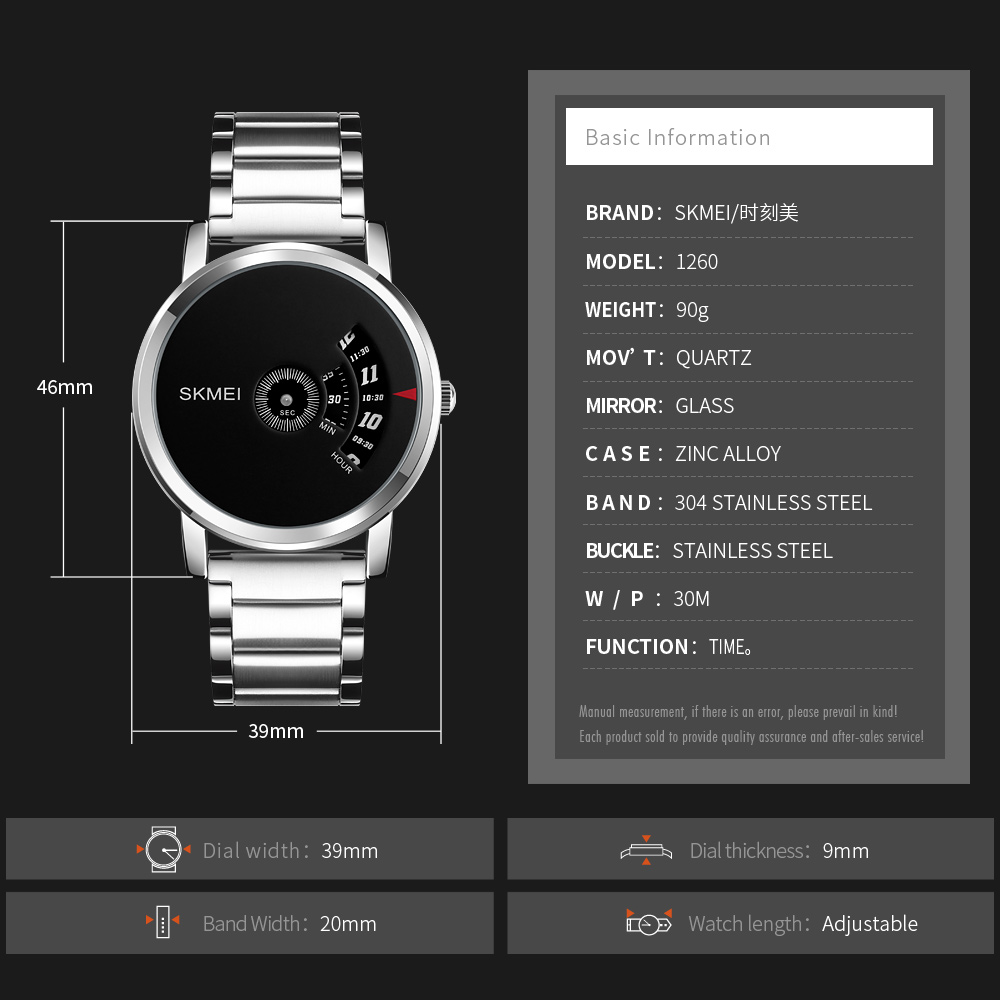 Basic Information
BRAND： SKMEI/时刻美
MODEL： 1260
WEIGHT： 90g
MOV'T： QUARTZ
MIRROR： GLASS
CASE： ZINC ALLOY
BAND： 304 STAINLESS STEEL
BUCKLE： STAINLESS STEEL
W/P： 30M
FUNCTION： TIME。
Manual measurement, if there is an error, please prevail in kind!
Each product sold to provide quality assurance and after-sales service!
46mm
SKMEI
SEC
MIN
HOUR
12
11:30
11
10:30
10
09:30
30
39mm
Dial width： 39mm
Dial thickness： 9mm
Band Width： 20mm
Watch length： Adjustable